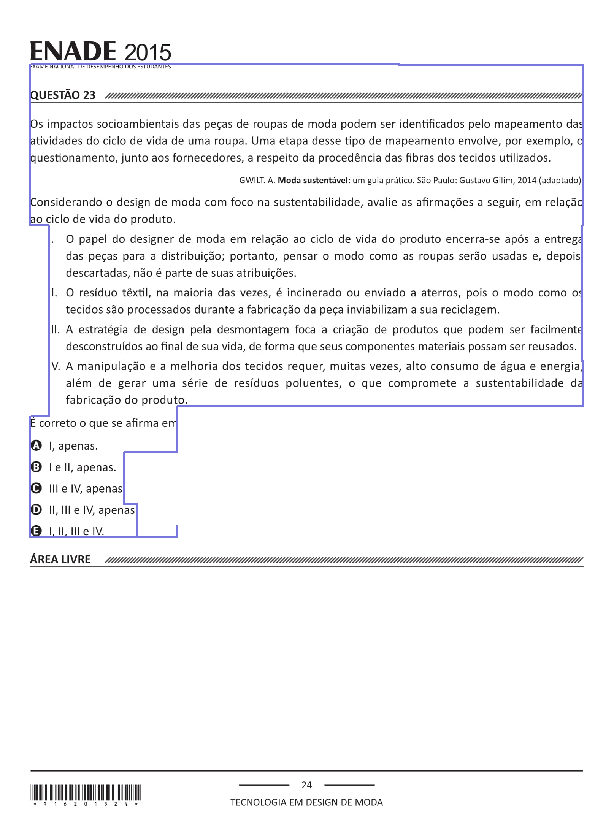 ENADE 2015
EXAME NACIONAL DE DESEMPENHO DOS ESTUDANTES
QUESTÃO 23
Os impactos socioambientais das peças de roupas de moda podem ser identificados pelo mapeamento das
atividades do ciclo de vida de uma roupa. Uma etapa desse tipo de mapeamento envolve, por exemplo, o
questionamento, junto aos fornecedores, a respeito da procedência das fibras dos tecidos utilizados.
GWILT. A. Moda sustentável: um guia prático. São Paulo: Gustavo Gilim, 2014 (adaptado)
Considerando o design de moda com foco na sustentabilidade, avalie as afirmações a seguir, em relação
ao ciclo de vida do produto.
. O papel do designer de moda em relação ao ciclo de vida do produto encerra-se após a entrega
das peças para a distribuição; portanto, pensar o modo como as roupas serão usadas e, depois
descartadas, não é parte de suas atribuições.
I. O resíduo têxtil, na maioria das vezes, é incinerado ou enviado a aterros, pois o modo como os
tecidos são processados durante a fabricação da peça inviabilizam a sua reciclagem.
II. A estratégia de design pela desmontagem foca a criação de produtos que podem ser facilmente
desconstruídos ao final de sua vida, de forma que seus componentes materiais possam ser reusados.
V. A manipulação e a melhoria dos tecidos requer, muitas vezes, alto consumo de água e energia,
além de gerar uma série de resíduos poluentes, o que compromete a sustentabilidade da
fabricação do produto.
É correto o que se afirma em
A I, apenas.
B I e II, apenas.
C III e IV, apenas
D II, III e IV, apenas
E I, II, III e IV.
ÁREA LIVRE
24
TECNOLOGIA EM DESIGN DE MODA